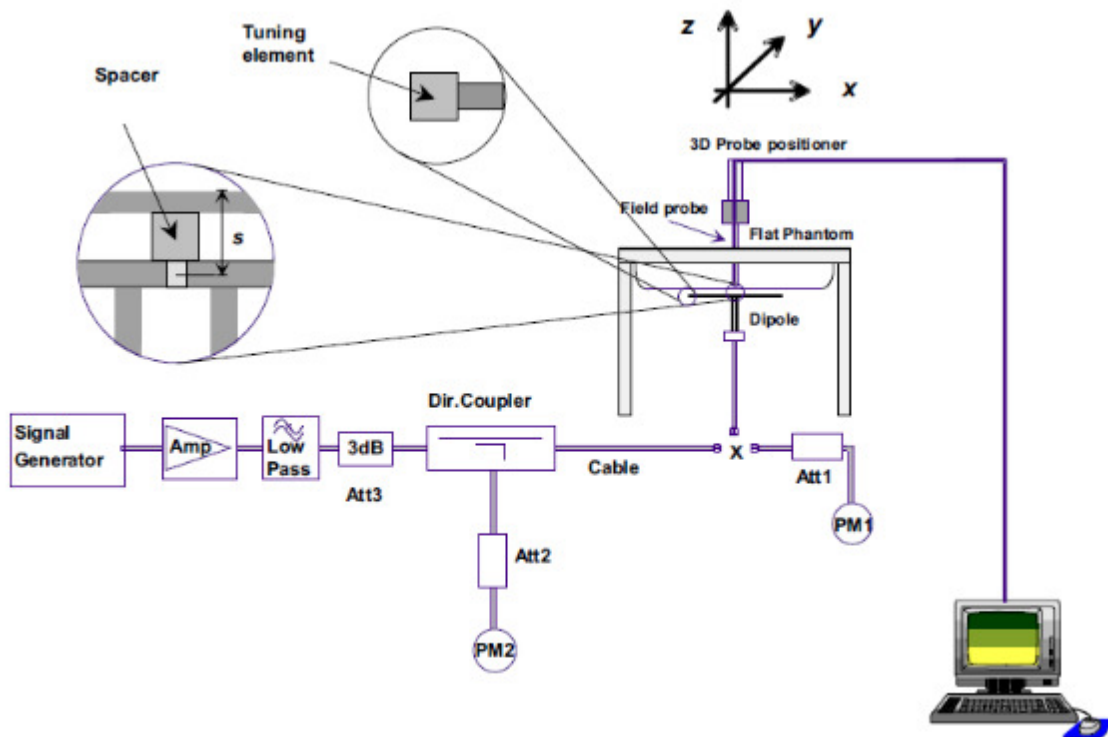 Tuning
element
Spacer
z
y
x
3D Probe positioner
Field probe
Flat Phantom
s
Dipole
Dir.Coupler
Signal
Generator
Amp
Low
Pass
3dB
Att3
Cable
X
Att1
PM1
Att2
PM2